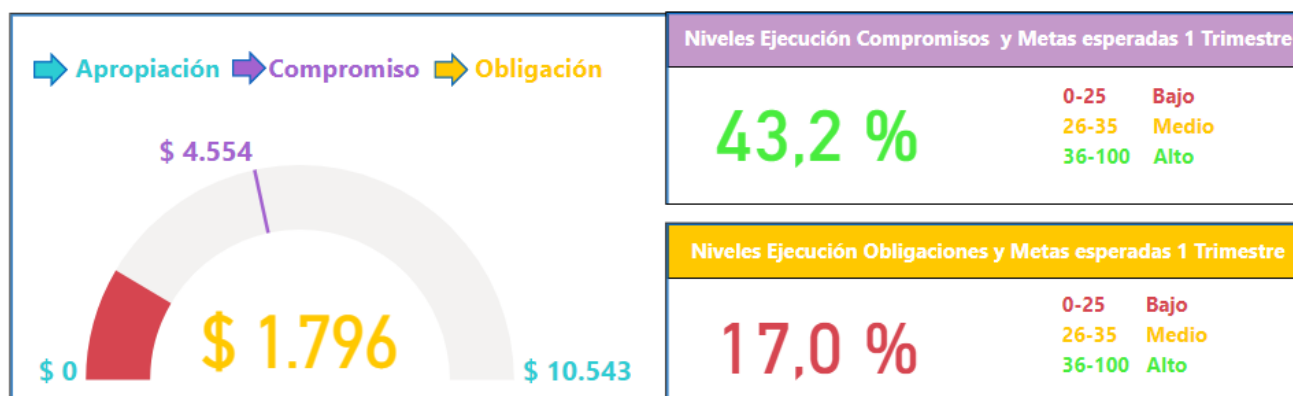 Apropiación Compromiso Obligación
$ 4.554
$ 0
$ 1.796
$ 10.543
Niveles Ejecución Compromisos y Metas esperadas 1 Trimestre
43,2 %
0-25 Bajo
26-35 Medio
36-100 Alto
Niveles Ejecución Obligaciones y Metas esperadas 1 Trimestre
17,0 %
0-25 Bajo
26-35 Medio
36-100 Alto